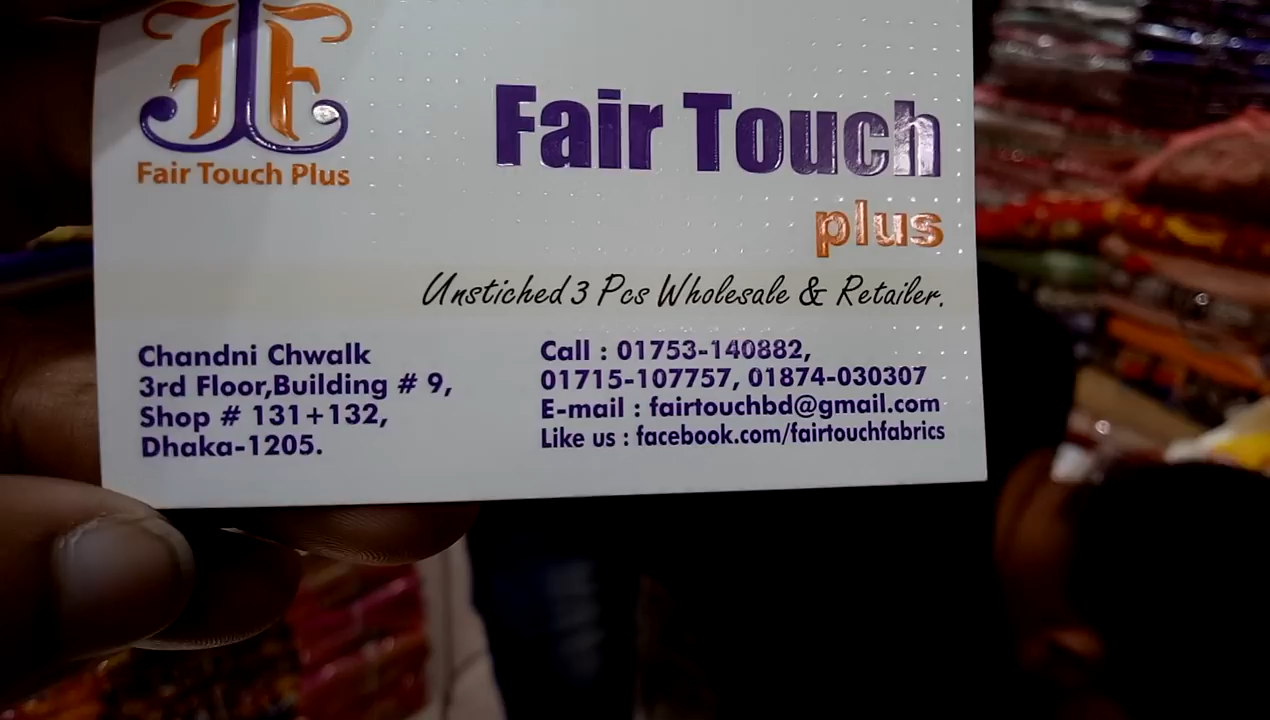 Fair Touch Plus
Fair Touch
plus
Unstiched 3 Pcs Wholesale & Retailer.
Chandni Chwalk
3rd Floor,Building # 9,
Shop # 131+132,
Dhaka-1205.
Call : 01753-140882,
01715-107757, 01874-030307
E-mail : fairtouchbd@gmail.com
Like us : facebook.com/fairtouchfabrics